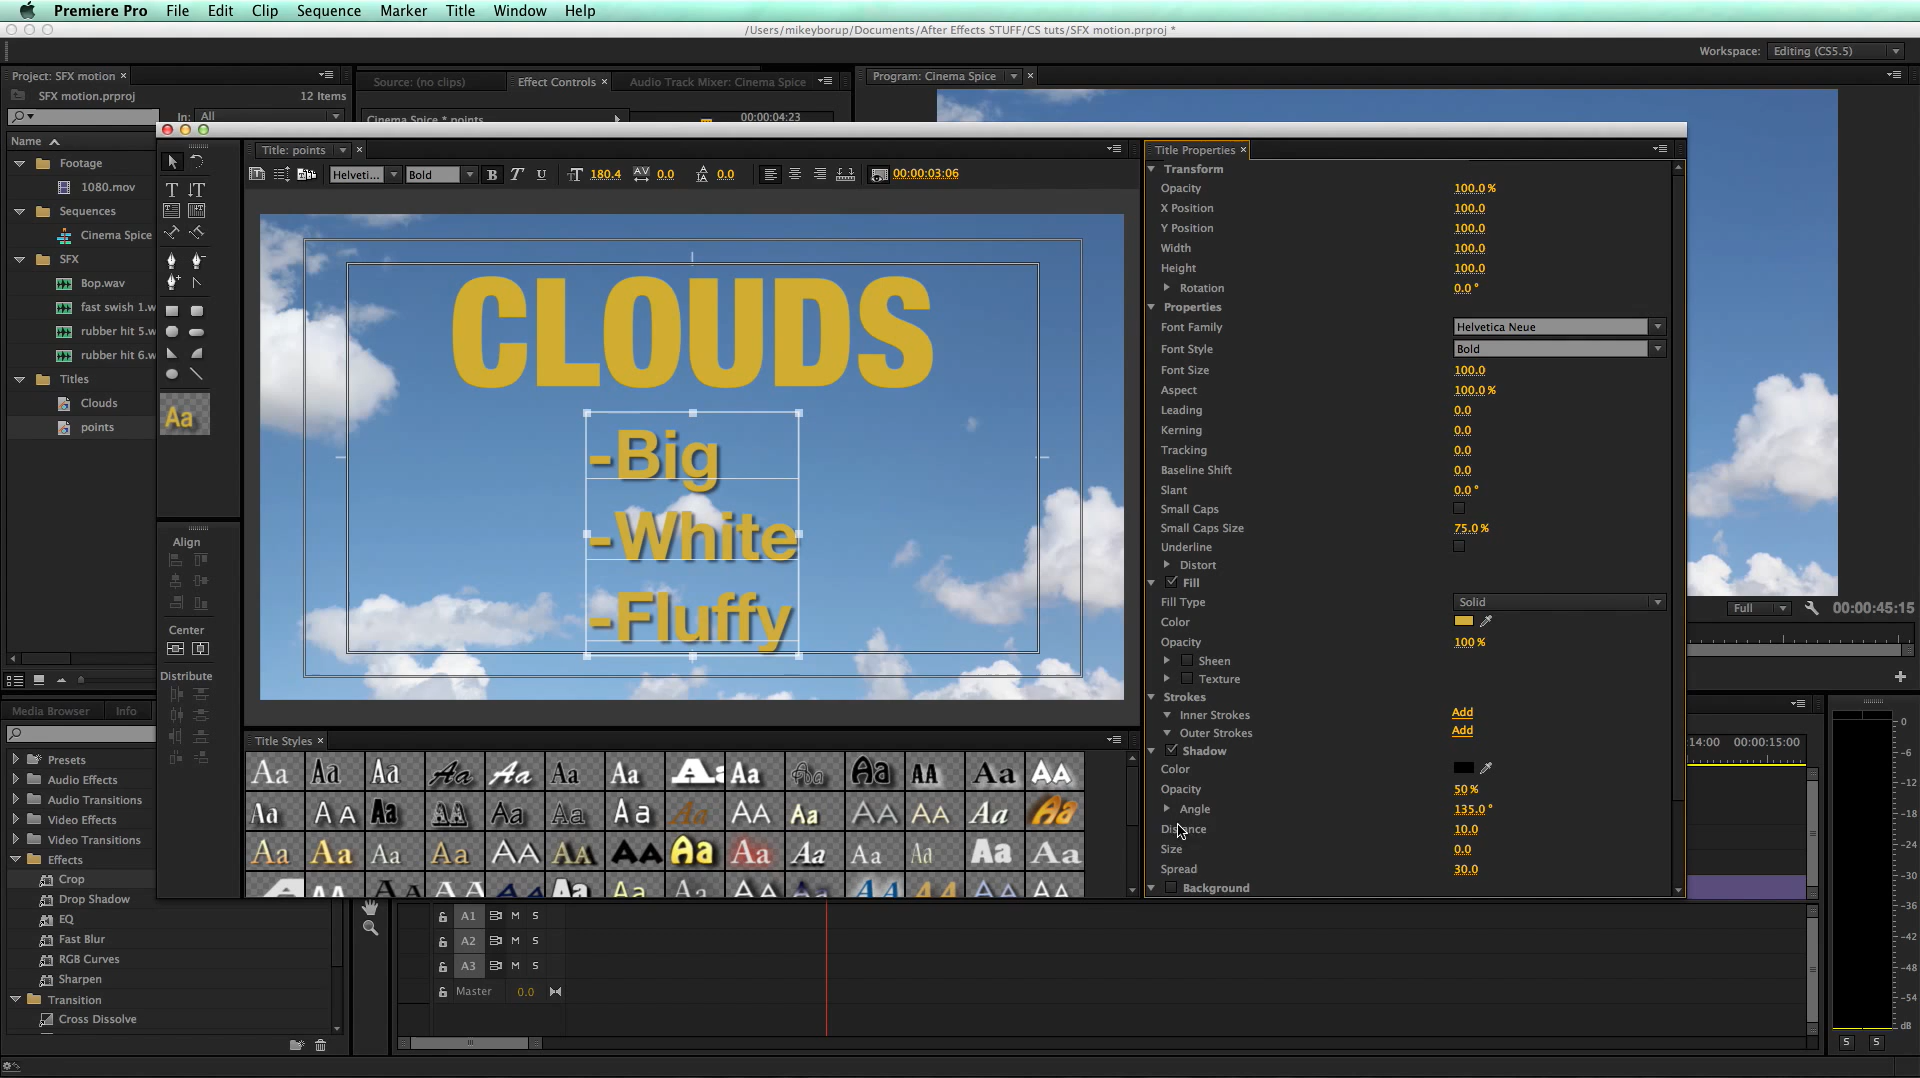 Premiere Pro File Edit Clip Sequence Marker Title Window Help
/Users/mikeyborup/Documents/After Effects STUFF/CS tuts/SFX motion.prproj *
Workspace: Editing (CS5.5)
Project: SFX motion
SFX motion.prproj 12 Items
In: All
Name
Footage
1080.mov
Sequences
Cinema Spice
SFX
Bop.wav
fast swish 1.w
rubber hit 5.w
rubber hit 6.w
Titles
Clouds
points
Source: (no clips) Effect Controls Audio Track Mixer: Cinema Spice
Cinema Spice * points 00:00:04:23
Program: Cinema Spice
Title: points
Helveti... Bold B T U 180.4 0.0 0.0 00:00:03:06
CLOUDS
-Big
-White
-Fluffy
Aa
Align
Center
Distribute
Title Styles
Title Properties
Transform
Opacity 100.0 %
X Position 100.0
Y Position 100.0
Width 100.0
Height 100.0
Rotation 0.0 °
Properties
Font Family Helvetica Neue
Font Style Bold
Font Size 100.0
Aspect 100.0 %
Leading 0.0
Kerning 0.0
Tracking 0.0
Baseline Shift 0.0
Slant 0.0 °
Small Caps
Small Caps Size 75.0 %
Underline
Distort
Fill
Fill Type Solid
Color
Opacity 100 %
Sheen
Texture
Strokes
Inner Strokes Add
Outer Strokes Add
Shadow
Color
Opacity 50 %
Angle 135.0 °
Distance 10.0
Size 0.0
Spread 30.0
Background
Full 00:00:45:15
14:00 00:00:15:00
Media Browser Info
Presets
Audio Effects
Audio Transitions
Video Effects
Video Transitions
Effects
Crop
Drop Shadow
EQ
Fast Blur
RGB Curves
Sharpen
Transition
Cross Dissolve
A1 M S
A2 M S
A3 M S
Master 0.0
0
-6
-12
-18
-24
-30
-36
-42
-48
-54
dB
S S